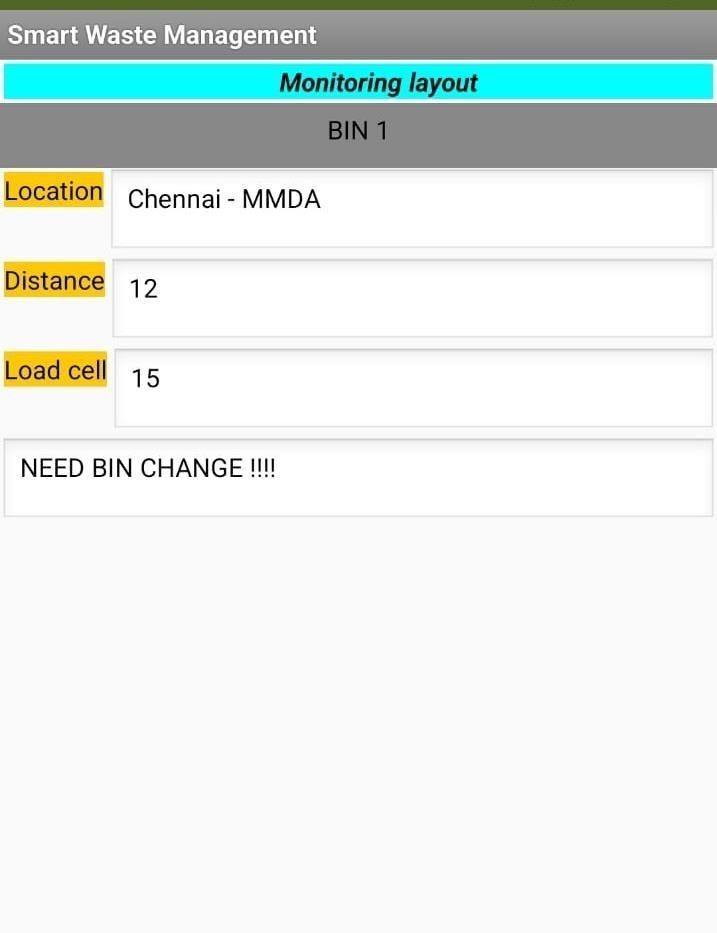 Smart Waste Management
Monitoring layout
BIN 1
Location Chennai - MMDA
Distance 12
Load cell 15
NEED BIN CHANGE !!!!